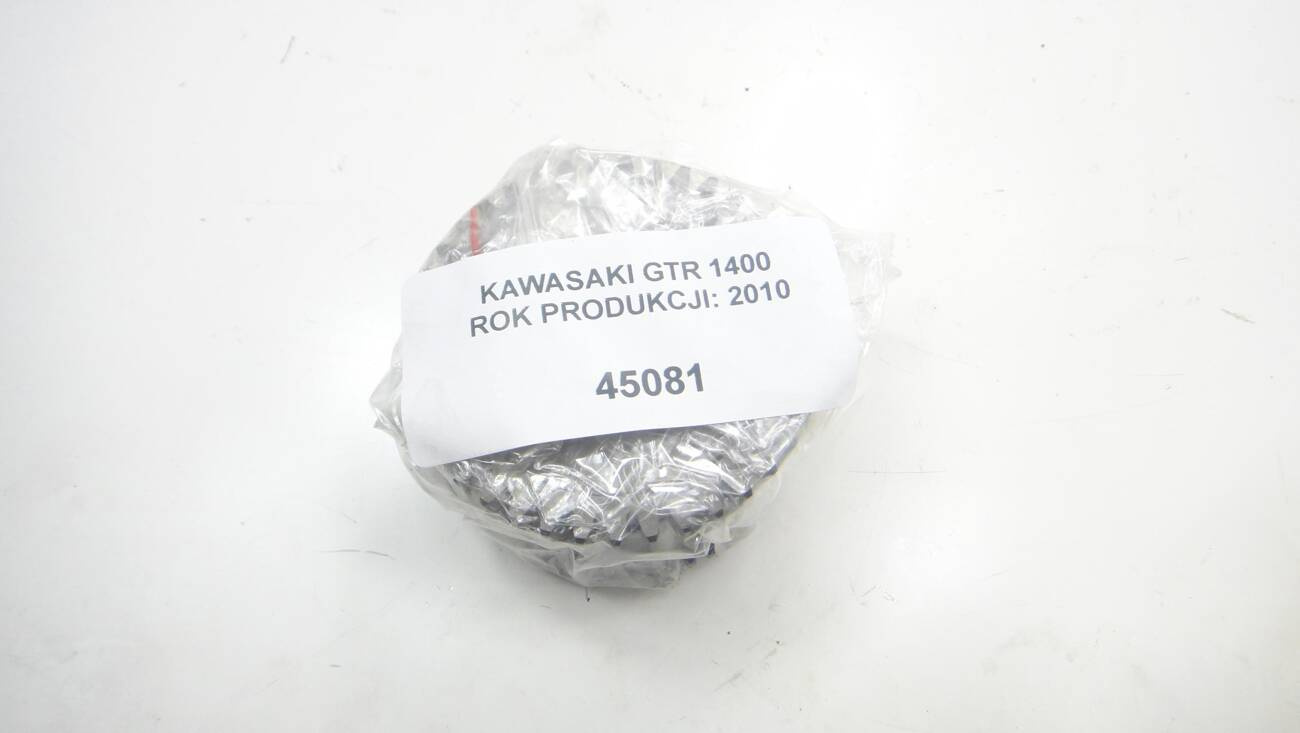 KAWASAKI GTR 1400
ROK PRODUKCJI: 2010
45081